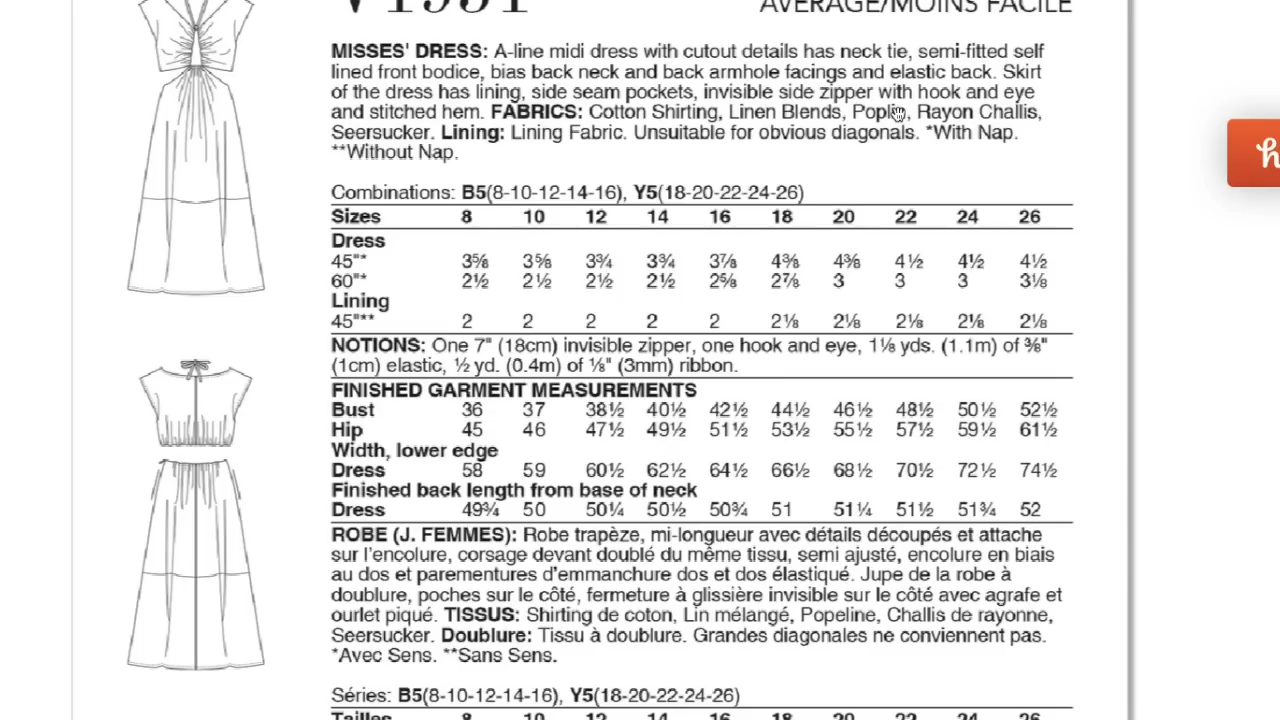 AVERAGE/MOINS FACILE
MISSES' DRESS: A-line midi dress with cutout details has neck tie, semi-fitted self
lined front bodice, bias back neck and back armhole facings and elastic back. Skirt
of the dress has lining, side seam pockets, invisible side zipper with hook and eye
and stitched hem. FABRICS: Cotton Shirting, Linen Blends, Poplin, Rayon Challis,
Seersucker. Lining: Lining Fabric. Unsuitable for obvious diagonals. *With Nap.
**Without Nap.
Combinations: B5(8-10-12-14-16), Y5(18-20-22-24-26)
Sizes 8 10 12 14 16 18 20 22 24 26
Dress
45"* 3⅝ 3⅝ 3¾ 3¾ 3⅞ 4⅜ 4⅜ 4½ 4½ 4½
60"* 2½ 2½ 2½ 2½ 2⅝ 2⅞ 3 3 3 3⅛
Lining
45"** 2 2 2 2 2 2⅛ 2⅛ 2⅛ 2⅛ 2⅛
NOTIONS: One 7" (18cm) invisible zipper, one hook and eye, 1⅛ yds. (1.1m) of ⅜"
(1cm) elastic, ½ yd. (0.4m) of ⅛" (3mm) ribbon.
FINISHED GARMENT MEASUREMENTS
Bust 36 37 38½ 40½ 42½ 44½ 46½ 48½ 50½ 52½
Hip 45 46 47½ 49½ 51½ 53½ 55½ 57½ 59½ 61½
Width, lower edge
Dress 58 59 60½ 62½ 64½ 66½ 68½ 70½ 72½ 74½
Finished back length from base of neck
Dress 49¾ 50 50¼ 50½ 50¾ 51 51¼ 51½ 51¾ 52
ROBE (J. FEMMES): Robe trapèze, mi-longueur avec détails découpés et attache
sur l'encolure, corsage devant doublé du même tissu, semi ajusté, encolure en biais
au dos et parementures d'emmanchure dos et dos élastiqué. Jupe de la robe à
doublure, poches sur le côté, fermeture à glissière invisible sur le côté avec agrafe et
ourlet piqué. TISSUS: Shirting de coton, Lin mélangé, Popeline, Challis de rayonne,
Seersucker. Doublure: Tissu à doublure. Grandes diagonales ne conviennent pas.
*Avec Sens. **Sans Sens.
Séries: B5(8-10-12-14-16), Y5(18-20-22-24-26)
Tailles 8 10 12 14 16 18 20 22 24 26